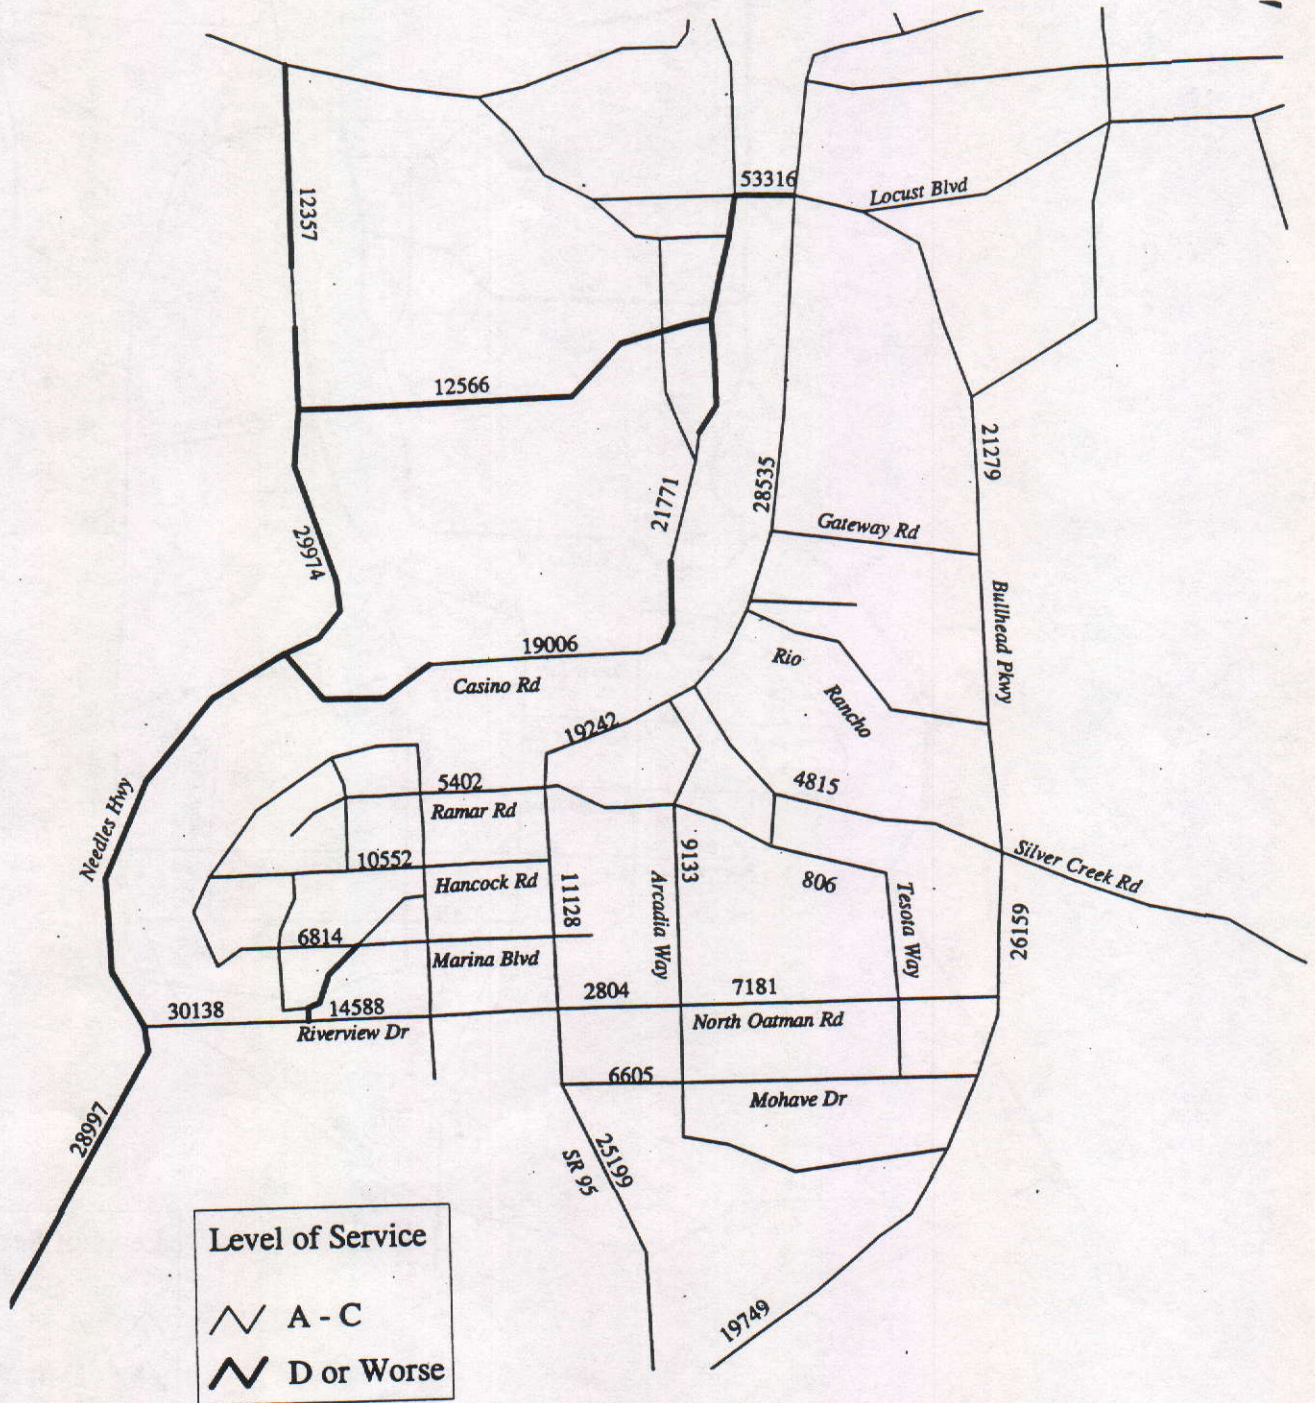 53316
Locust Blvd
12357
12566
21279
28535
21771
Gateway Rd
29974
Bullhead Pkwy
19006
Casino Rd
Rio
Rancho
19242
Needles Hwy
5402
Ramar Rd
4815
9133
10552
Hancock Rd
11128
Arcadia Way
806
Tesota Way
Silver Creek Rd
26159
6814
Marina Blvd
30138
14588
Riverview Dr
2804
7181
North Oatman Rd
6605
Mohave Dr
28997
25199
SR 95
19749
Level of Service
A - C
D or Worse